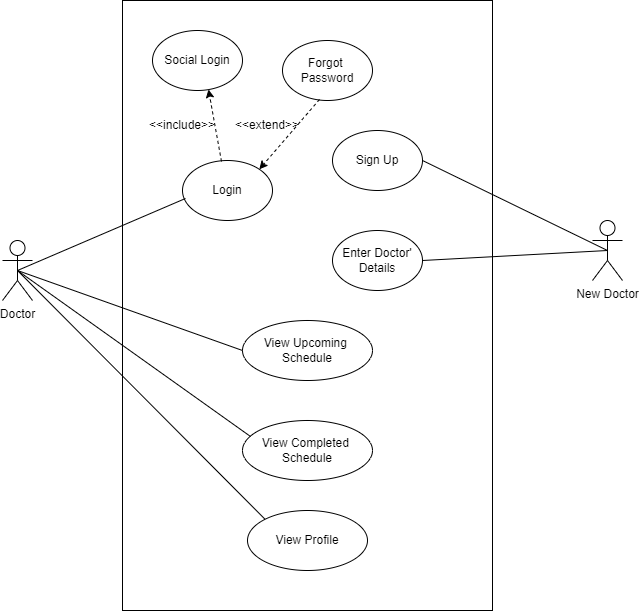 Social Login
Forgot
Password
<<include>>
<<extend>>
Sign Up
Login
Enter Doctor'
Details
New Doctor
Doctor
View Upcoming
Schedule
View Completed
Schedule
View Profile